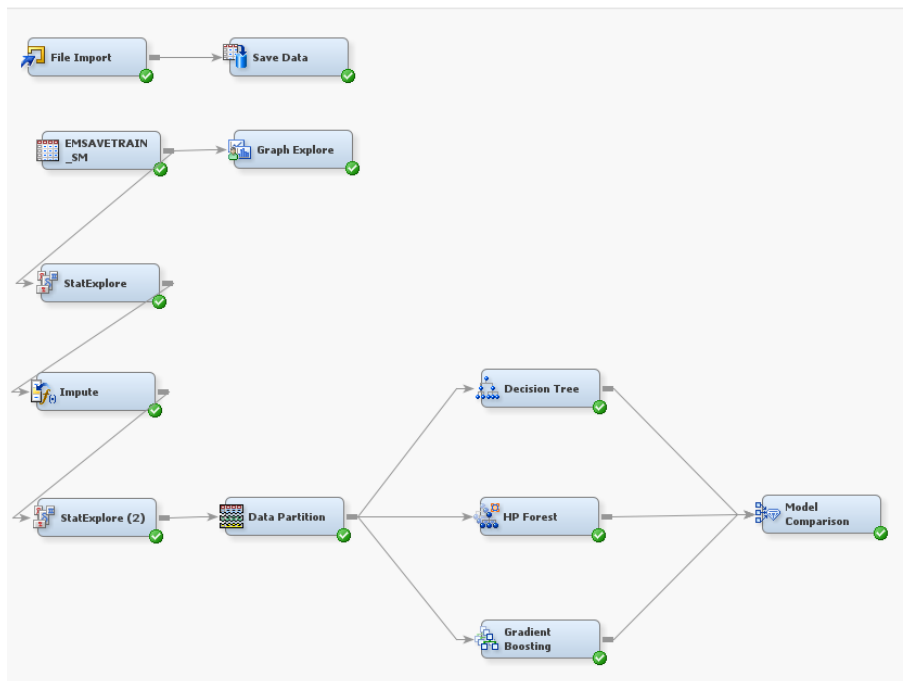 File Import
Save Data
EMSAVETRAIN
_SM
Graph Explore
StatExplore
Impute
Decision Tree
StatExplore (2)
Data Partition
HP Forest
Model
Comparison
Gradient
Boosting